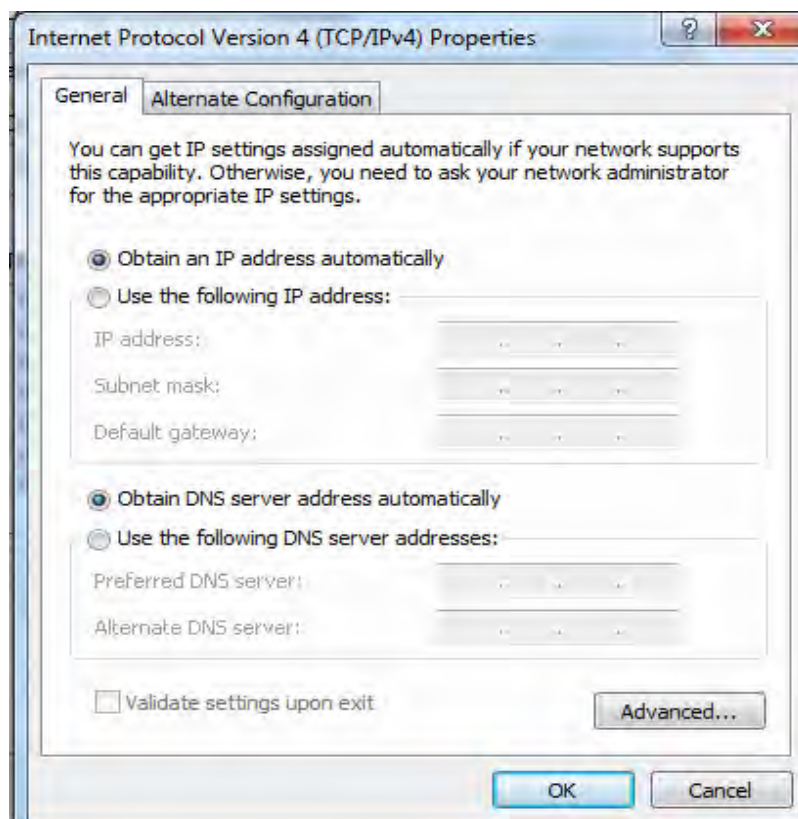 Internet Protocol Version 4 (TCP/IPv4) Properties
General
Alternate Configuration
You can get IP settings assigned automatically if your network supports
this capability. Otherwise, you need to ask your network administrator
for the appropriate IP settings.
Obtain an IP address automatically
Use the following IP address:
IP address:
Subnet mask:
Default gateway:
Obtain DNS server address automatically
Use the following DNS server addresses:
Preferred DNS server:
Alternate DNS server:
Validate settings upon exit
Advanced...
OK
Cancel